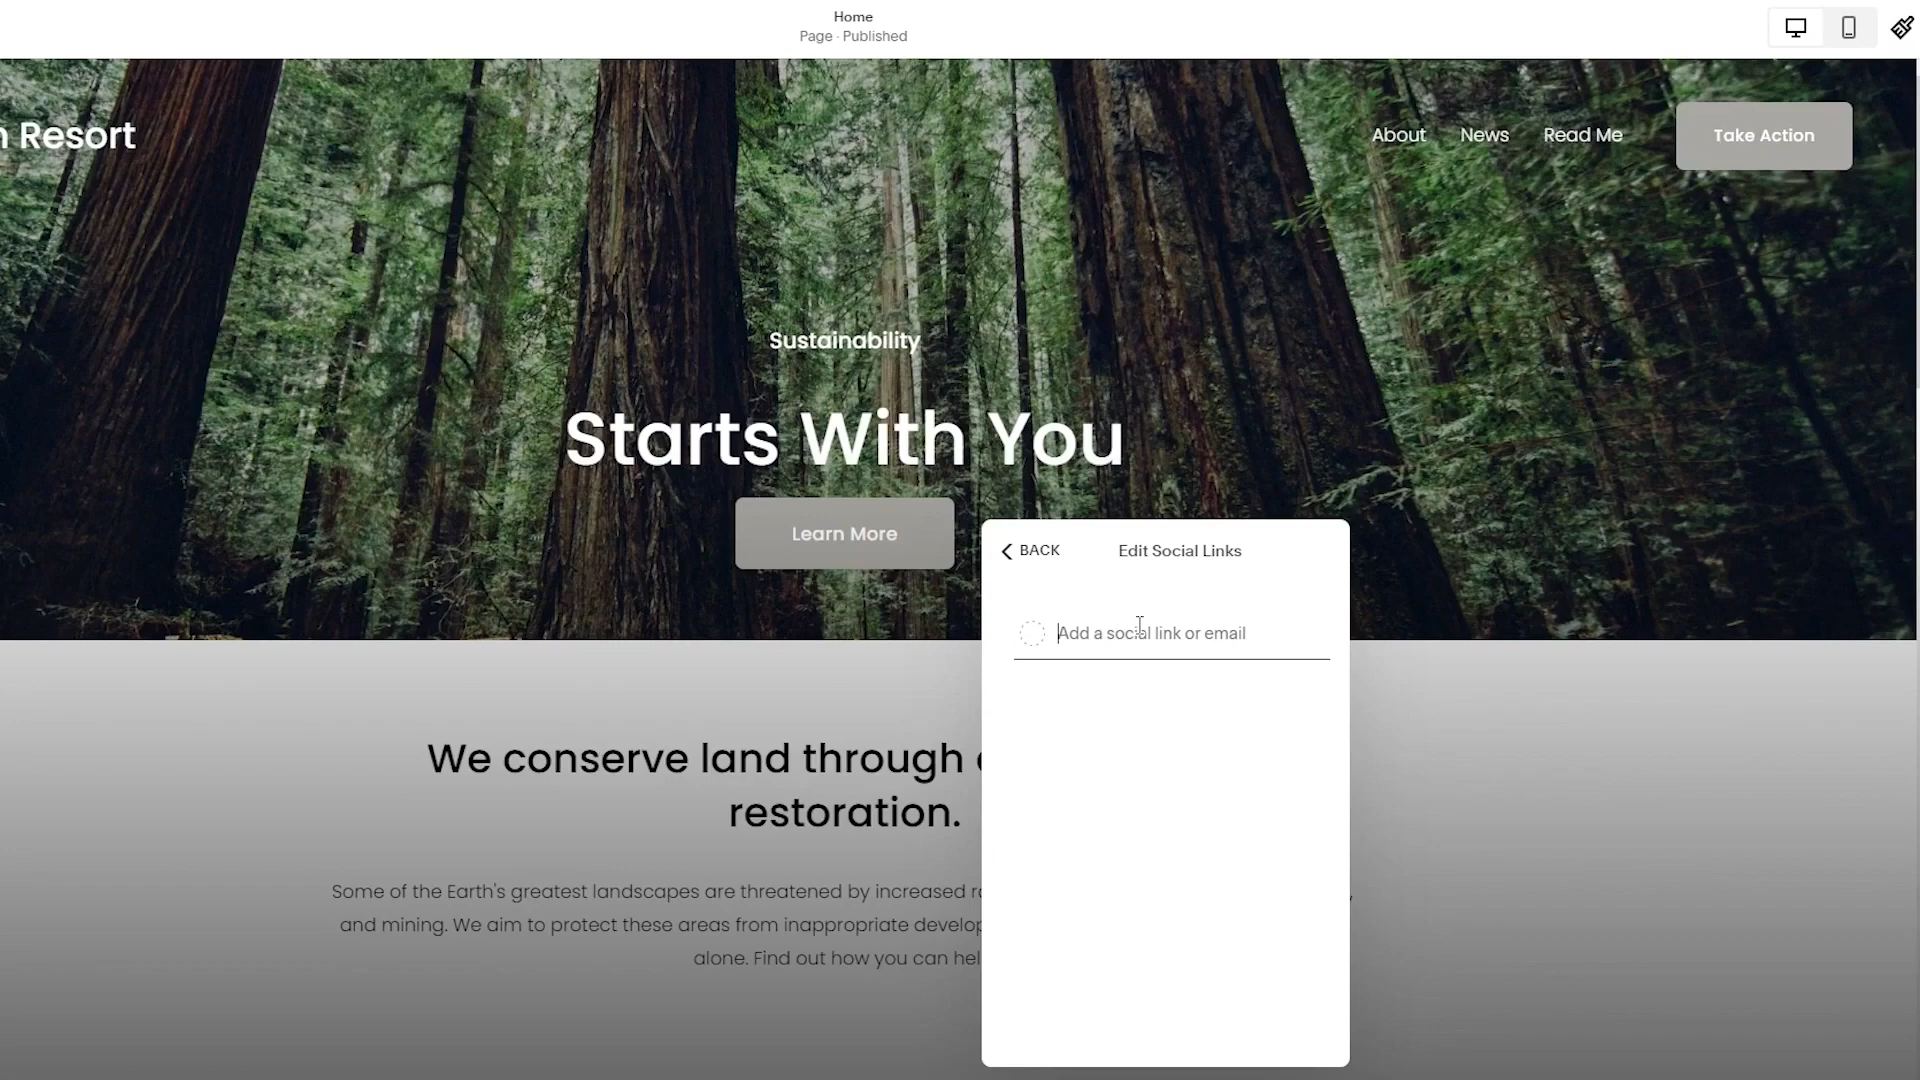 Home
Page · Published
Resort
About
News
Read Me
Take Action
Sustainability
Starts With You
Learn More
BACK
Edit Social Links
Add a social link or email
We conserve land through
restoration.
Some of the Earth's greatest landscapes are threatened by increased
and mining. We aim to protect these areas from inappropriate
alone. Find out how you can